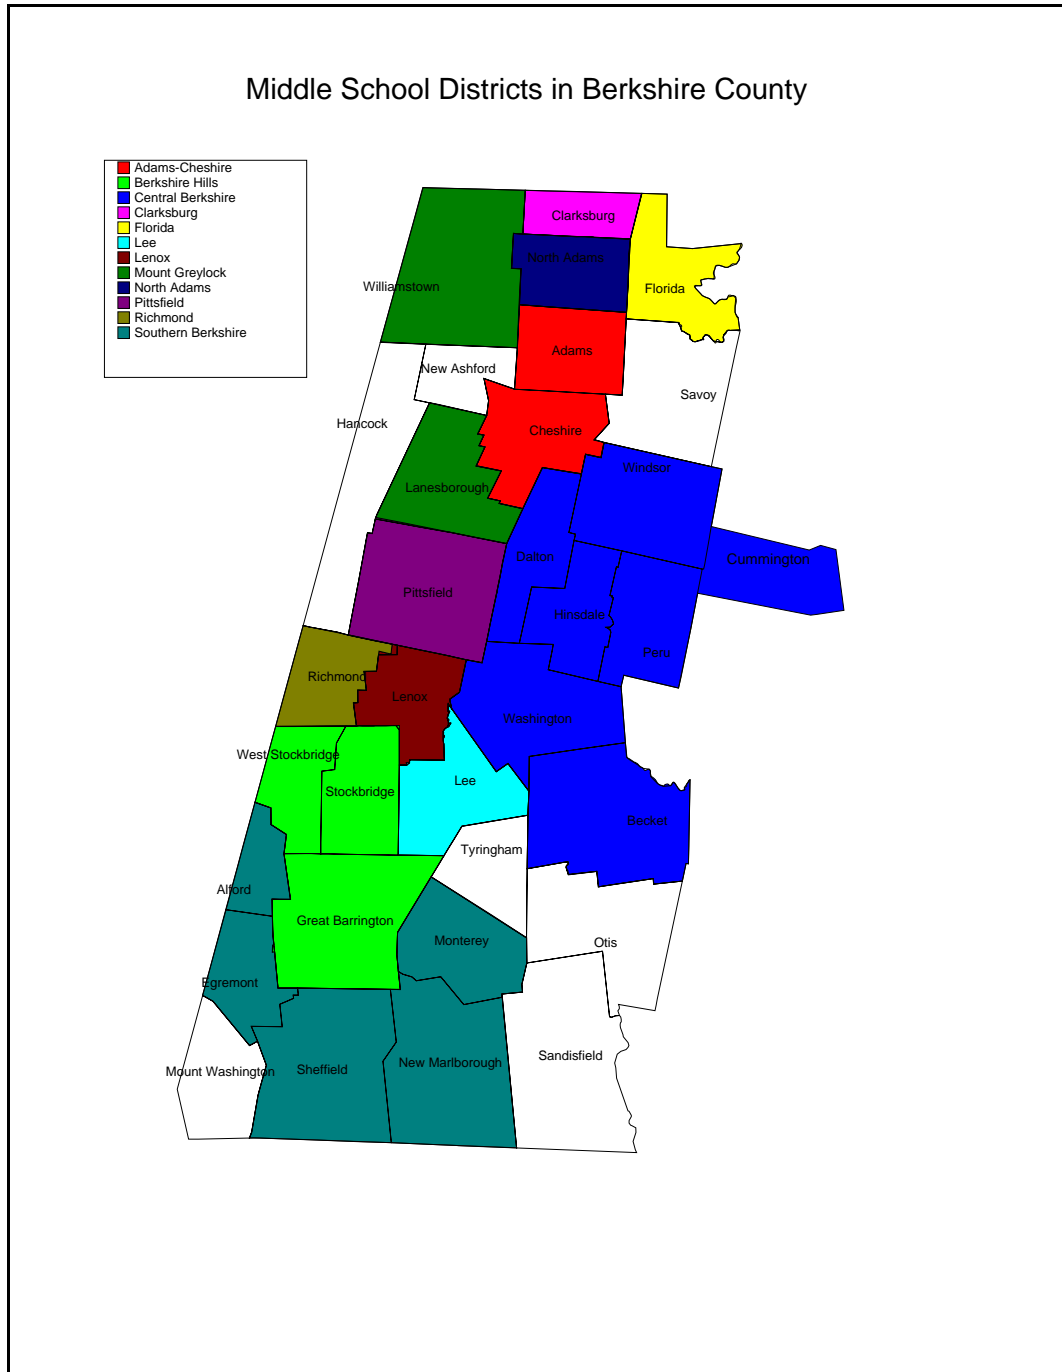 Middle School Districts in Berkshire County
Adams-Cheshire
Berkshire Hills
Central Berkshire
Clarksburg
Florida
Lee
Lenox
Mount Greylock
North Adams
Pittsfield
Richmond
Southern Berkshire
Clarksburg
North Adams
Williamstown
Florida
Adams
New Ashford
Savoy
Hancock
Cheshire
Windsor
Lanesborough
Dalton
Cummington
Pittsfield
Hinsdale
Peru
Richmond
Lenox
Washington
West Stockbridge
Lee
Stockbridge
Becket
Tyringham
Alford
Great Barrington
Monterey
Otis
Egremont
Sandisfield
New Marlborough
Sheffield
Mount Washington